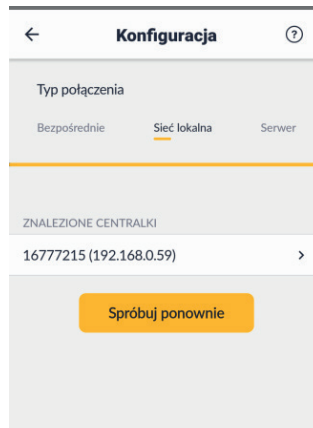 Konfiguracja
Typ połączenia
Bezpośrednie Sieć lokalna Serwer
ZNALEZIONE CENTRALKI
16777215 (192.168.0.59)
Spróbuj ponownie